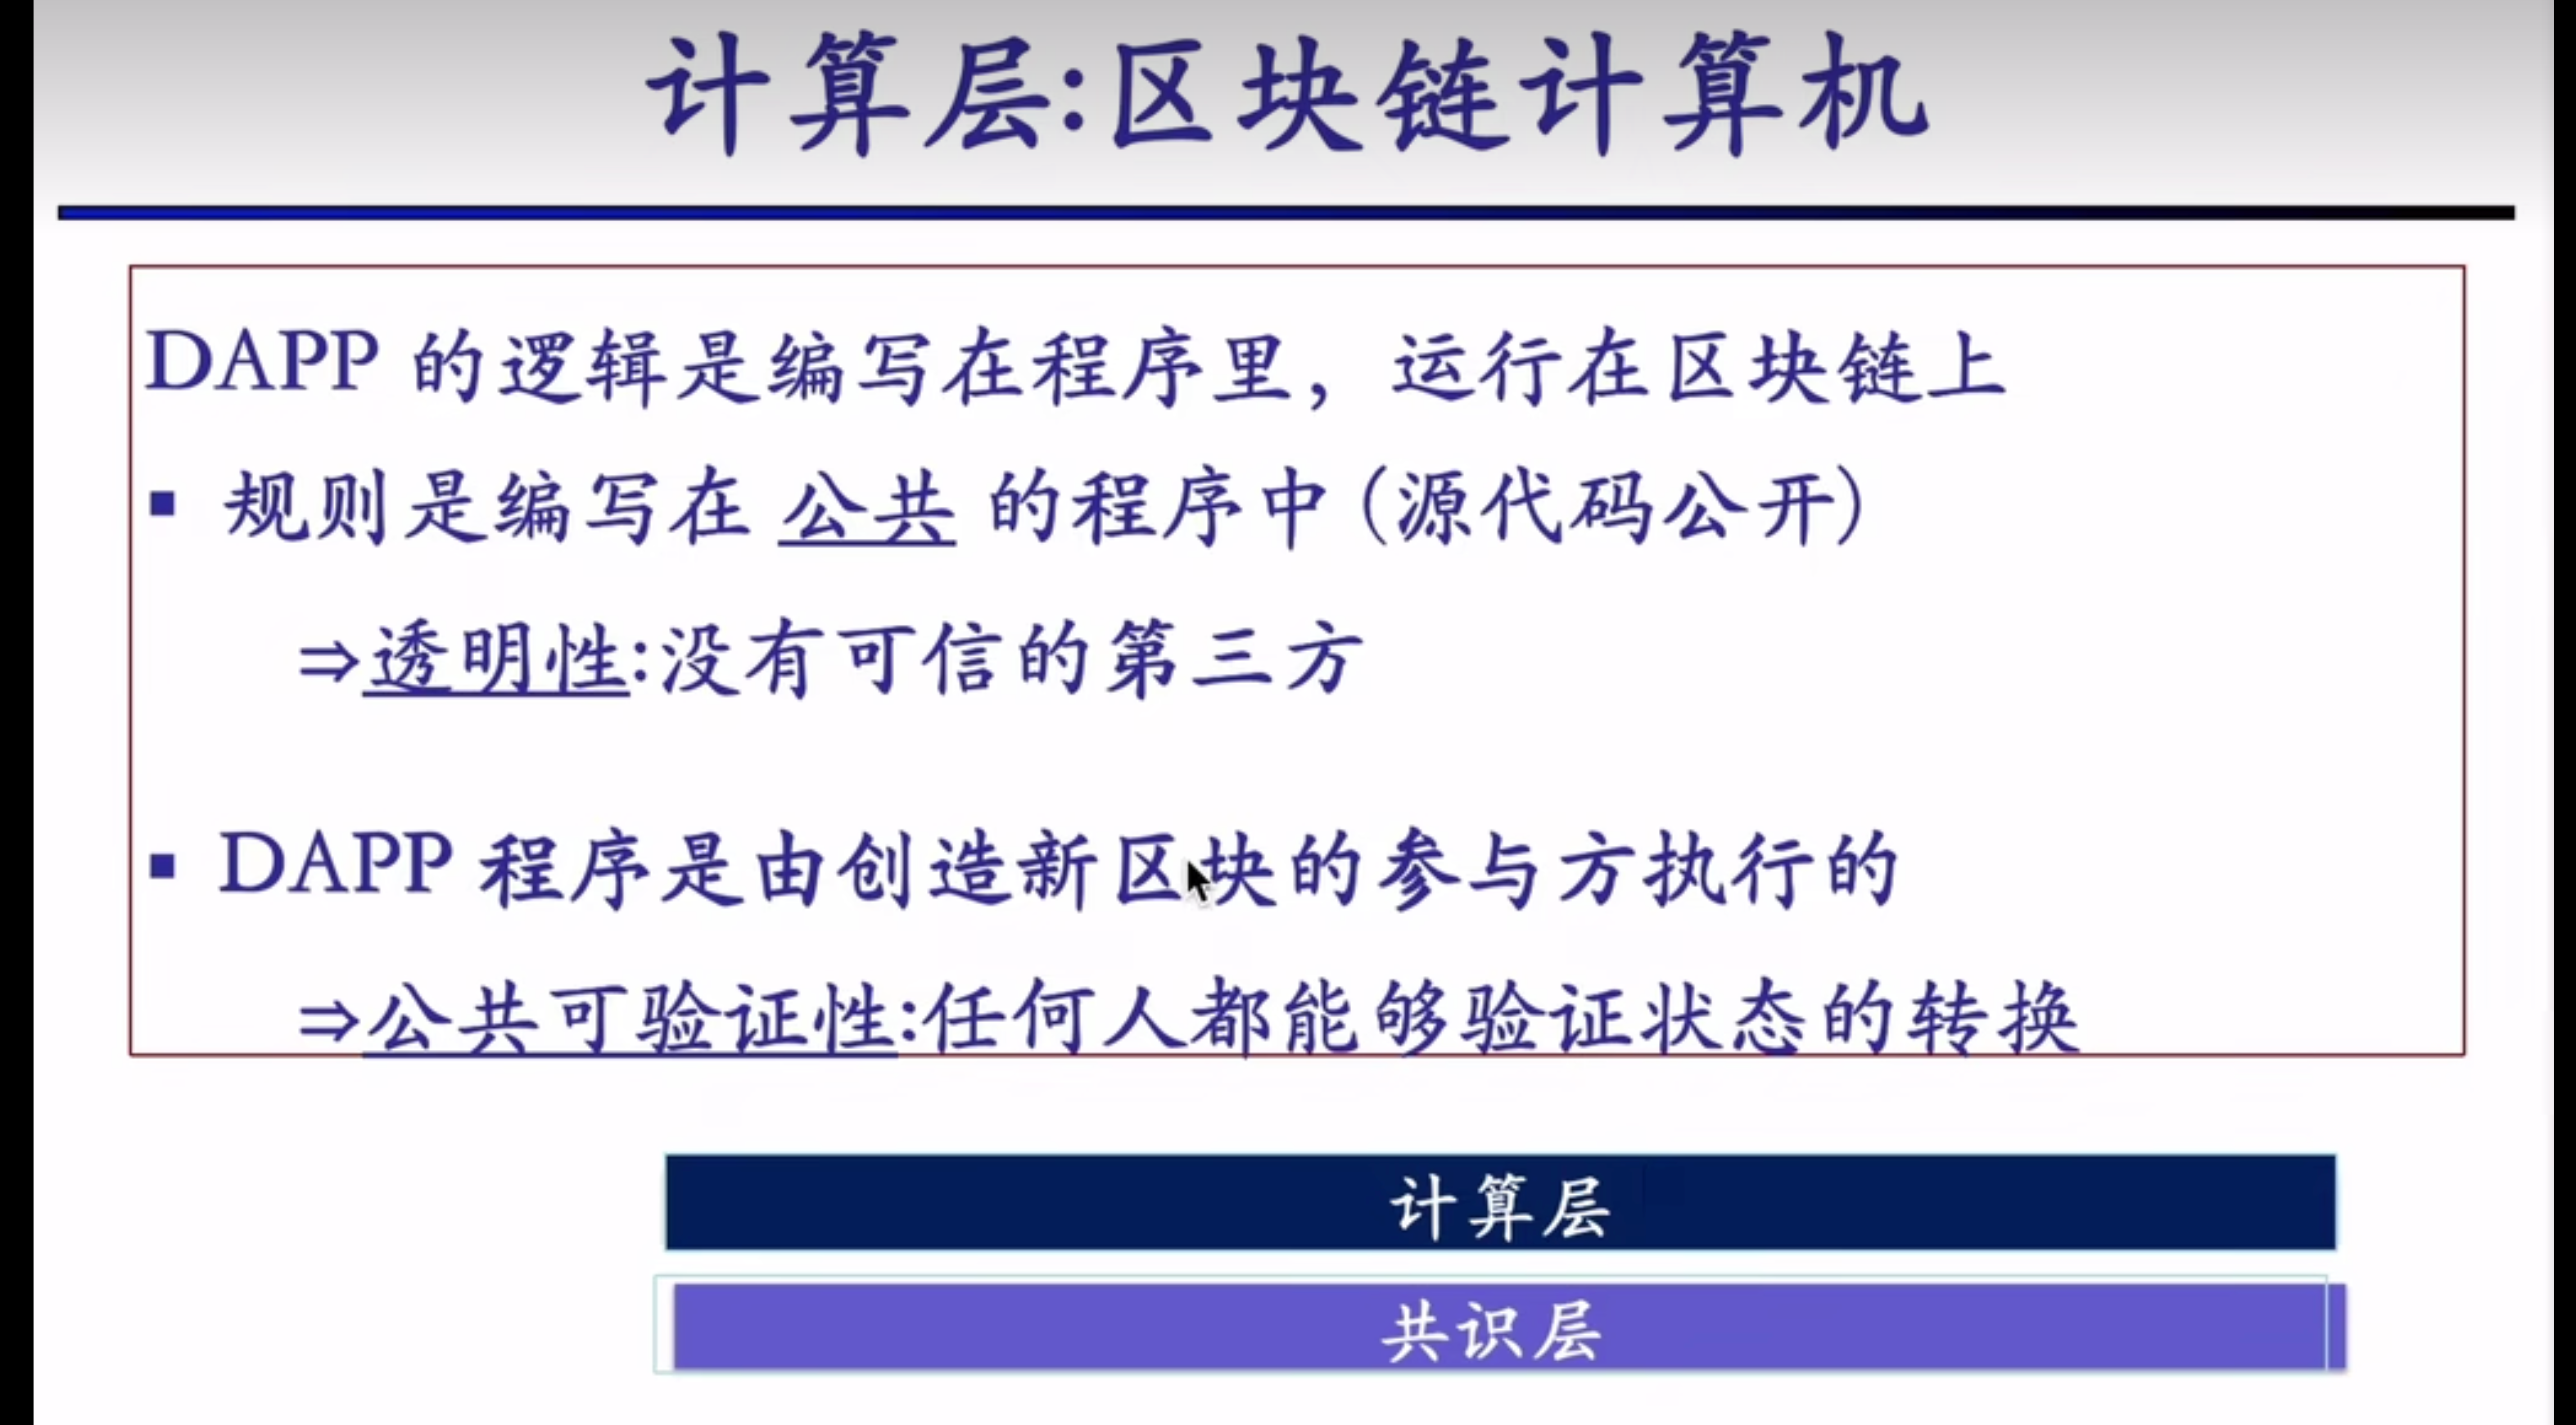 计算层:区块链计算机
DAPP 的逻辑是编写在程序里，运行在区块链上
▪ 规则是编写在 公共 的程序中(源代码公开)
⇒透明性:没有可信的第三方
▪ DAPP 程序是由创造新区块的参与方执行的
⇒公共可验证性:任何人都能够验证状态的转换
计算层
共识层